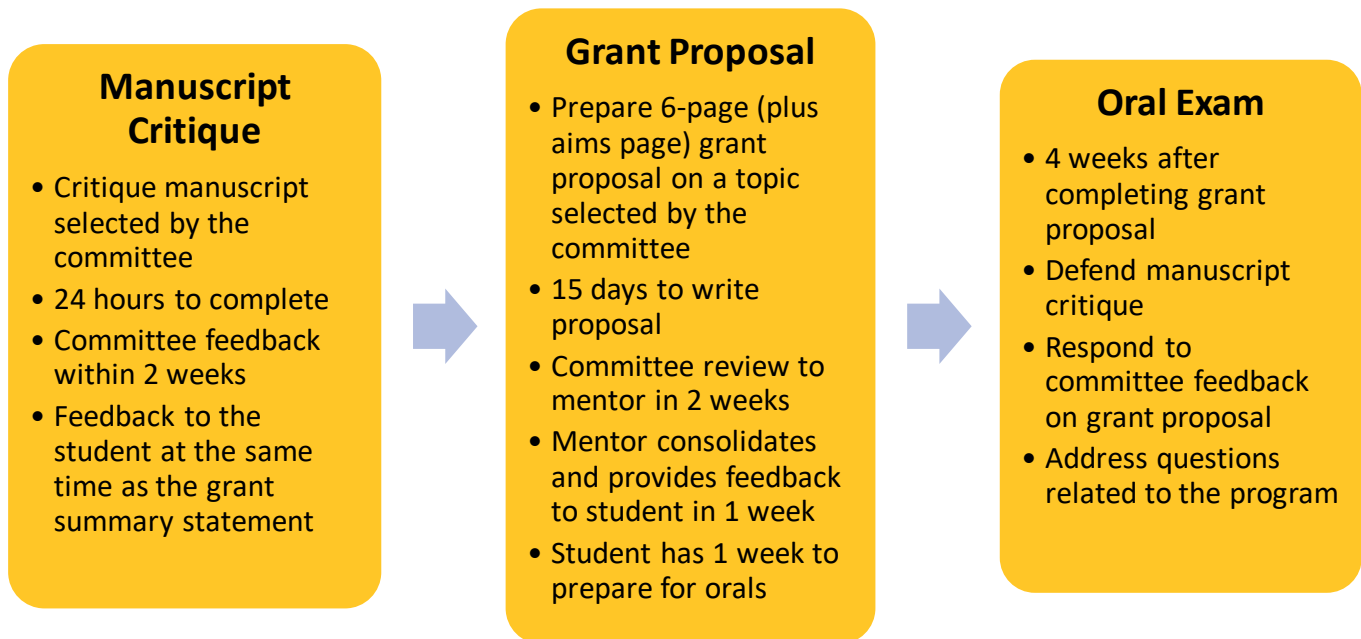 Manuscript
Critique
• Critique manuscript
selected by the
committee
• 24 hours to complete
• Committee feedback
within 2 weeks
• Feedback to the
student at the same
time as the grant
summary statement
Grant Proposal
• Prepare 6-page (plus
aims page) grant
proposal on a topic
selected by the
committee
• 15 days to write
proposal
• Committee review to
mentor in 2 weeks
• Mentor consolidates
and provides feedback
to student in 1 week
• Student has 1 week to
prepare for orals
Oral Exam
• 4 weeks after
completing grant
proposal
• Defend manuscript
critique
• Respond to
committee feedback
on grant proposal
• Address questions
related to the program